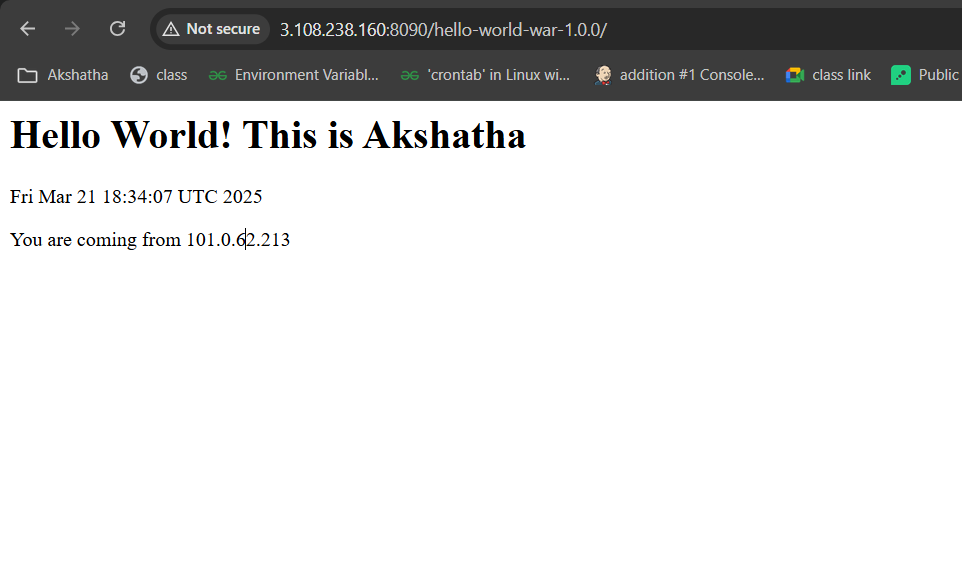 Not secure 3.108.238.160:8090/hello-world-war-1.0.0/
Akshatha class Environment Variabl... 'crontab' in Linux wi... addition #1 Console... class link Public
Hello World! This is Akshatha
Fri Mar 21 18:34:07 UTC 2025
You are coming from 101.0.62.213